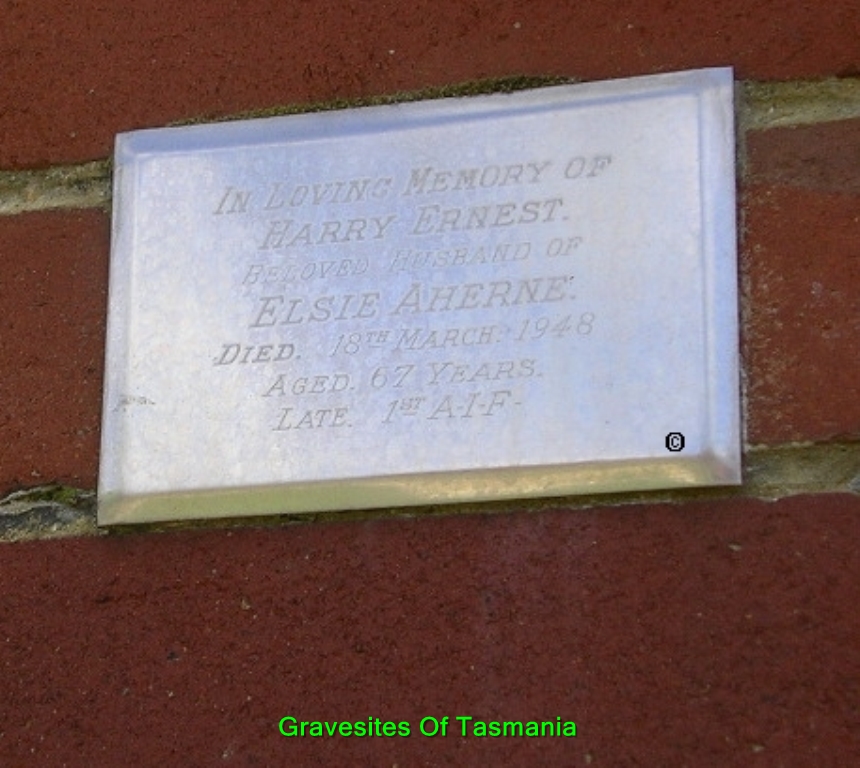 IN LOVING MEMORY OF
HARRY ERNEST.
BELOVED HUSBAND OF
ELSIE AHERNE.
DIED. 18TH MARCH. 1948
AGED. 67 YEARS.
LATE. 1ST A·I·F·
©
Gravesites Of Tasmania